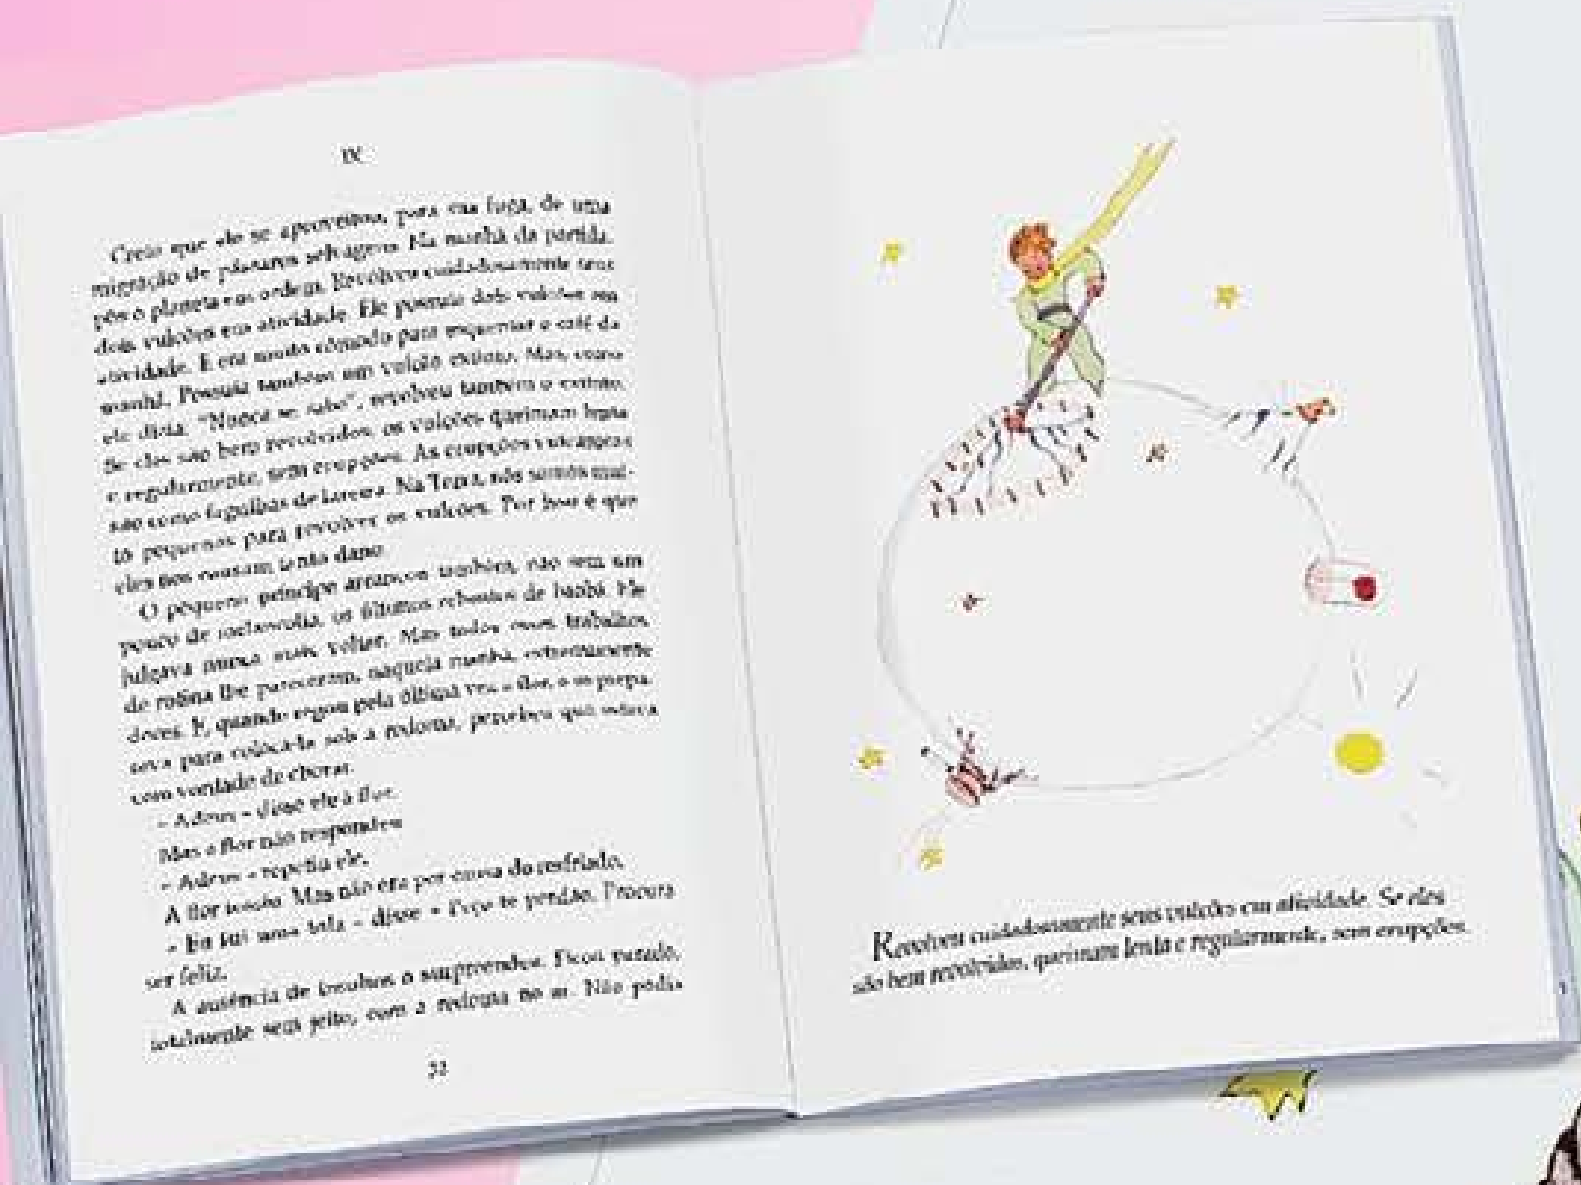 IX
Creio que ele se aproveitou, para sua fuga, de uma
migração de pássaros selvagens. Na manhã da partida,
pôs o planeta em ordem. Revolveu cuidadosamente seus
dois vulcões em atividade. Ele possuía dois vulcões em
atividade. E era muito cômodo para esquentar o café da
manhã. Possuía também um vulcão extinto. Mas, como
ele dizia: "Nunca se sabe", revolveu também o extinto.
Se eles são bem revolvidos, os vulcões queimam lenta
e regularmente, sem erupções. As erupções vulcânicas
são como fagulhas de lareira. Na Terra, nós somos mui-
to pequenos para revolver os vulcões. Por isso é que
eles nos causam tanto dano.
O pequeno príncipe arrancou também, não sem um
pouco de melancolia, os últimos rebentos de baobá. Ele
julgava nunca mais voltar. Mas todos esses trabalhos
de rotina lhe pareceram, naquela manhã, extremamente
doces. E, quando regou pela última vez a flor, e se prepa-
rava para colocá-la sob a redoma, percebeu que estava
com vontade de chorar.
– Adeus – disse ele à flor.
Mas a flor não respondeu.
– Adeus – repetiu ele.
A flor tossiu. Mas não era por causa do resfriado.
– Eu fui uma tola – disse – Peço-te perdão. Procura
ser feliz.
A ausência de censuras o surpreendeu. Ficou parado,
totalmente sem jeito, com a redoma no ar. Não podia
32
Revolveu cuidadosamente seus vulcões em atividade. Se eles
são bem revolvidos, queimam lenta e regularmente, sem erupções.